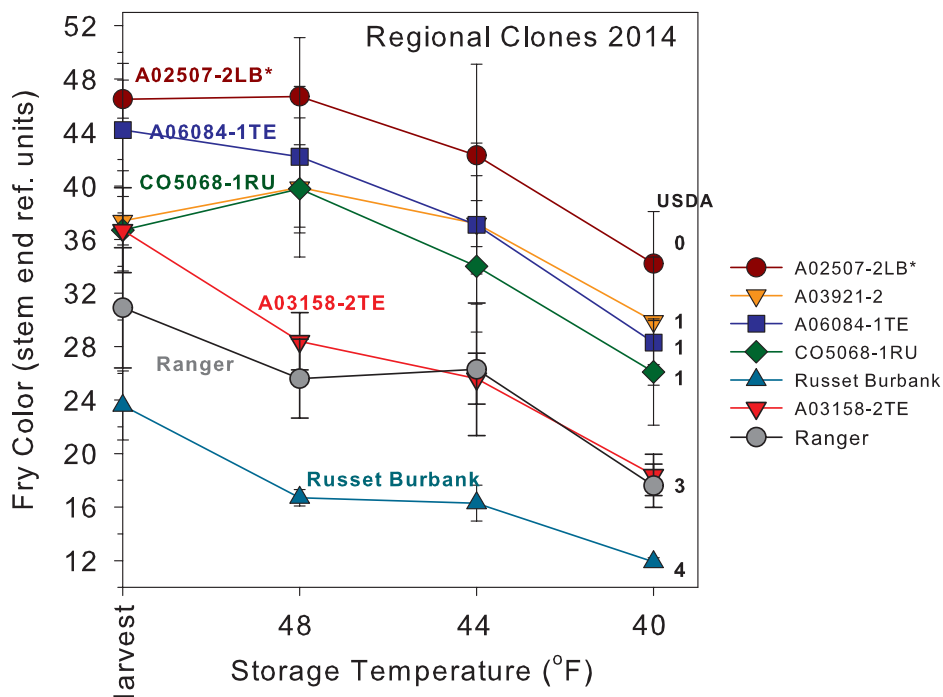 Regional Clones 2014
Fry Color (stem end ref. units)
52
48
44
40
36
32
28
24
20
16
12
A02507-2LB*
A06084-1TE
CO5068-1RU
A03158-2TE
Ranger
Russet Burbank
USDA
0
1
1
1
3
4
A02507-2LB*
A03921-2
A06084-1TE
CO5068-1RU
Russet Burbank
A03158-2TE
Ranger
Harvest
48
44
40
Storage Temperature (°F)